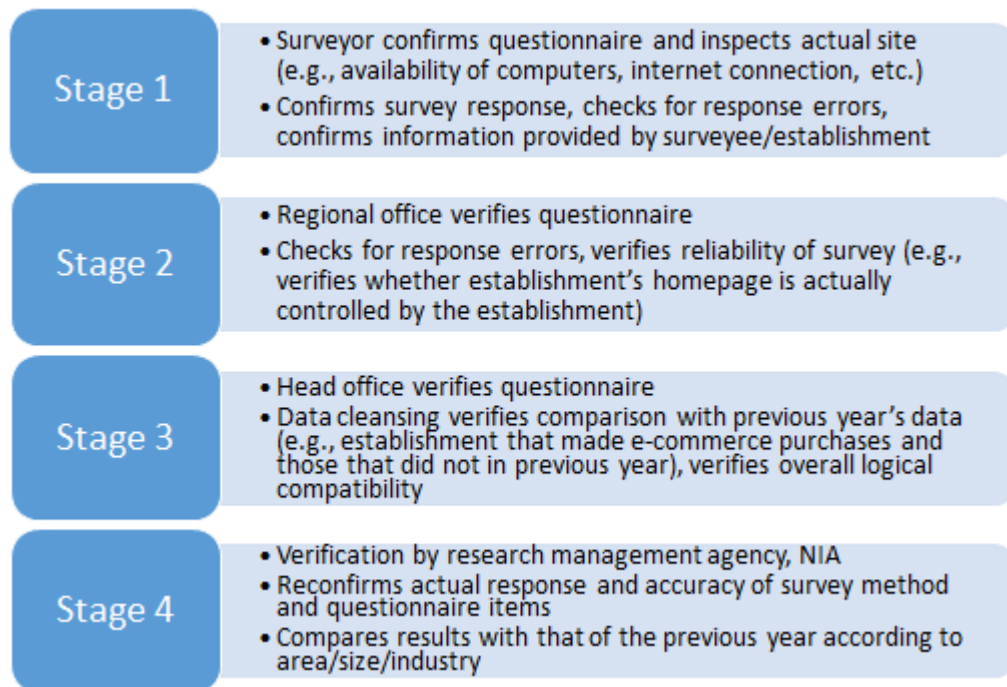 Stage 1
• Surveyor confirms questionnaire and inspects actual site
(e.g., availability of computers, internet connection, etc.)
• Confirms survey response, checks for response errors,
confirms information provided by surveyee/establishment
Stage 2
• Regional office verifies questionnaire
• Checks for response errors, verifies reliability of survey (e.g.,
verifies whether establishment's homepage is actually
controlled by the establishment)
Stage 3
• Head office verifies questionnaire
• Data cleansing verifies comparison with previous year's data
(e.g., establishment that made e-commerce purchases and
those that did not in previous year), verifies overall logical
compatibility
Stage 4
• Verification by research management agency, NIA
• Reconfirms actual response and accuracy of survey method
and questionnaire items
• Compares results with that of the previous year according to
area/size/industry